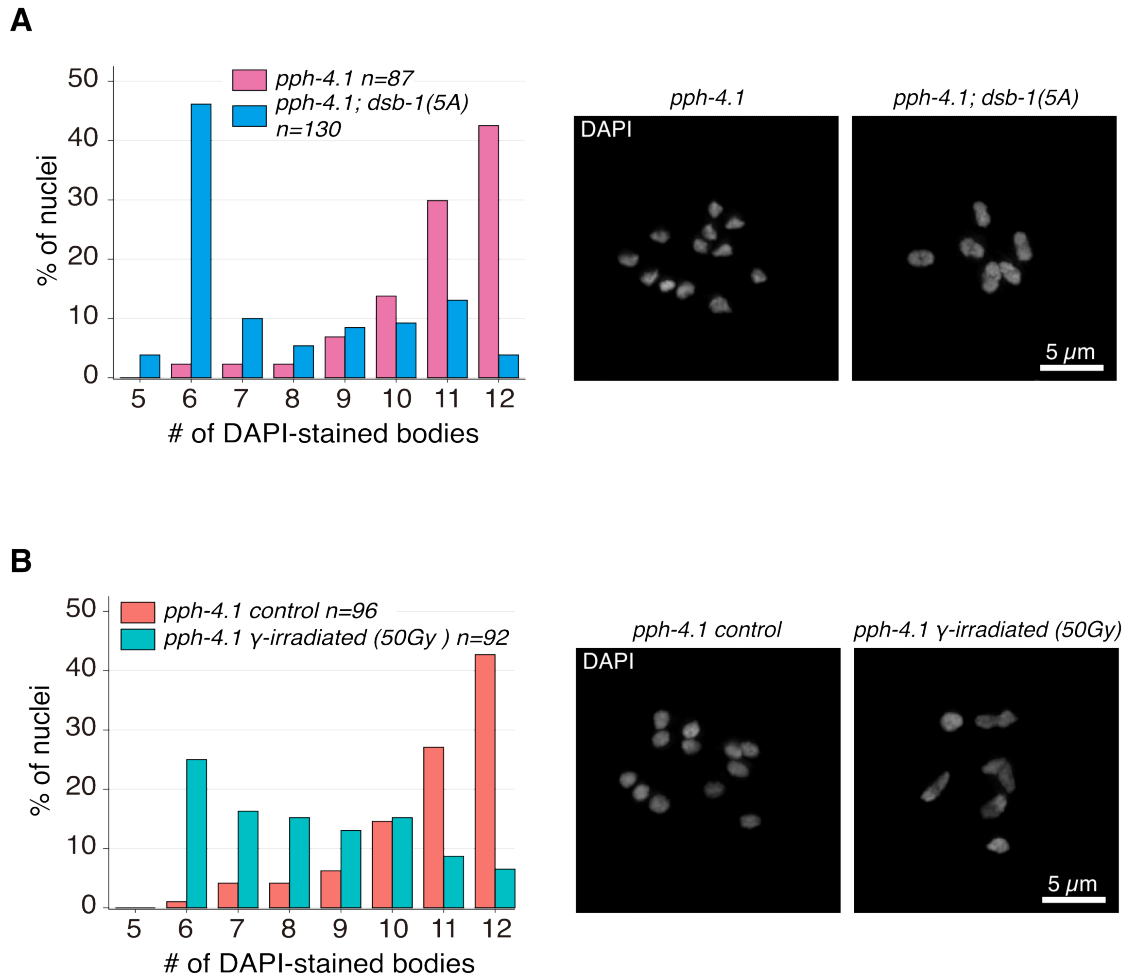 A
50
40
30
20
10
0
% of nuclei
pph-4.1 n=87
pph-4.1; dsb-1(5A)
n=130
5 6 7 8 9 10 11 12
# of DAPI-stained bodies
pph-4.1
pph-4.1; dsb-1(5A)
DAPI
5 µm
B
50
40
30
20
10
0
% of nuclei
pph-4.1 control n=96
pph-4.1 γ-irradiated (50Gy ) n=92
5 6 7 8 9 10 11 12
# of DAPI-stained bodies
pph-4.1 control
pph-4.1 γ-irradiated (50Gy)
DAPI
5 µm